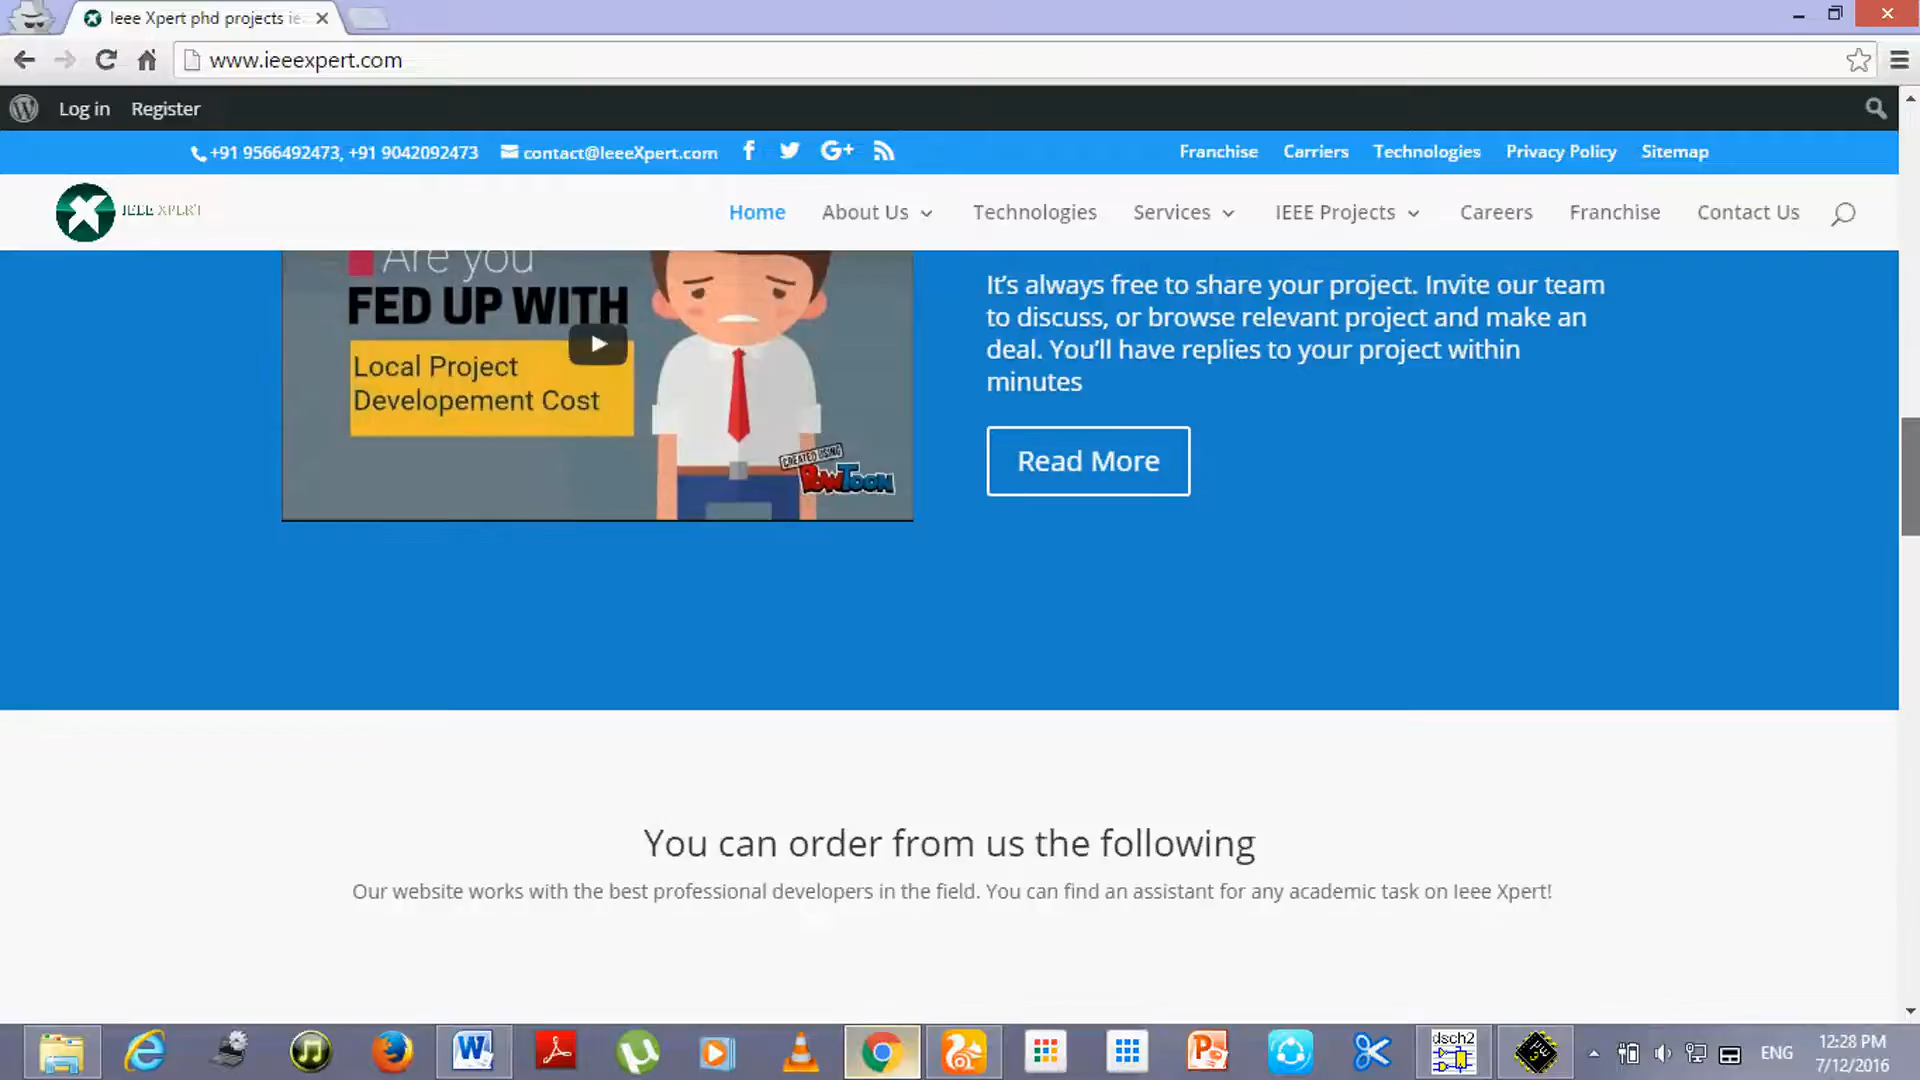 Ieee Xpert phd projects ie
www.ieeexpert.com
Log in Register
+91 9566492473, +91 9042092473 contact@IeeeXpert.com G+ Franchise Carriers Technologies Privacy Policy Sitemap
IEEE XPERT Home About Us Technologies Services IEEE Projects Careers Franchise Contact Us
Are you
FED UP WITH
Local Project
Developement Cost
CREATED USING
POWTOON
It's always free to share your project. Invite our team
to discuss, or browse relevant project and make an
deal. You'll have replies to your project within
minutes
Read More
You can order from us the following
Our website works with the best professional developers in the field. You can find an assistant for any academic task on Ieee Xpert!
dsch2
ENG
12:28 PM
7/12/2016